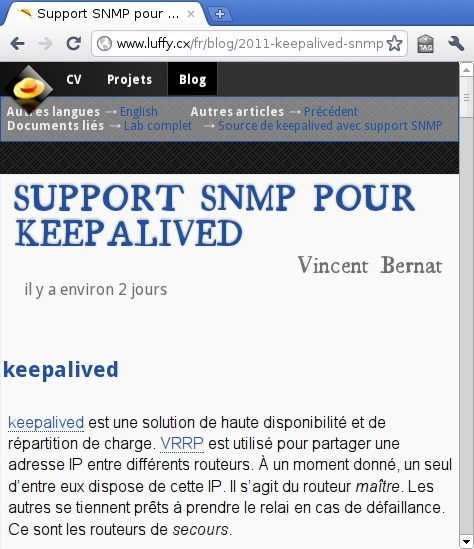 Support SNMP pour ...
www.luffy.cx/fr/blog/2011-keepalived-snmp
TAG
CV Projets Blog
Autres langues → English Autres articles → Précédent
Documents liés → Lab complet → Source de keepalived avec support SNMP
SUPPORT SNMP POUR
KEEPALIVED
Vincent Bernat
il y a environ 2 jours
keepalived
keepalived est une solution de haute disponibilité et de
répartition de charge. VRRP est utilisé pour partager une
adresse IP entre différents routeurs. À un moment donné, un seul
d'entre eux dispose de cette IP. Il s'agit du routeur maître. Les
autres se tiennent prêts à prendre le relai en cas de défaillance.
Ce sont les routeurs de secours.